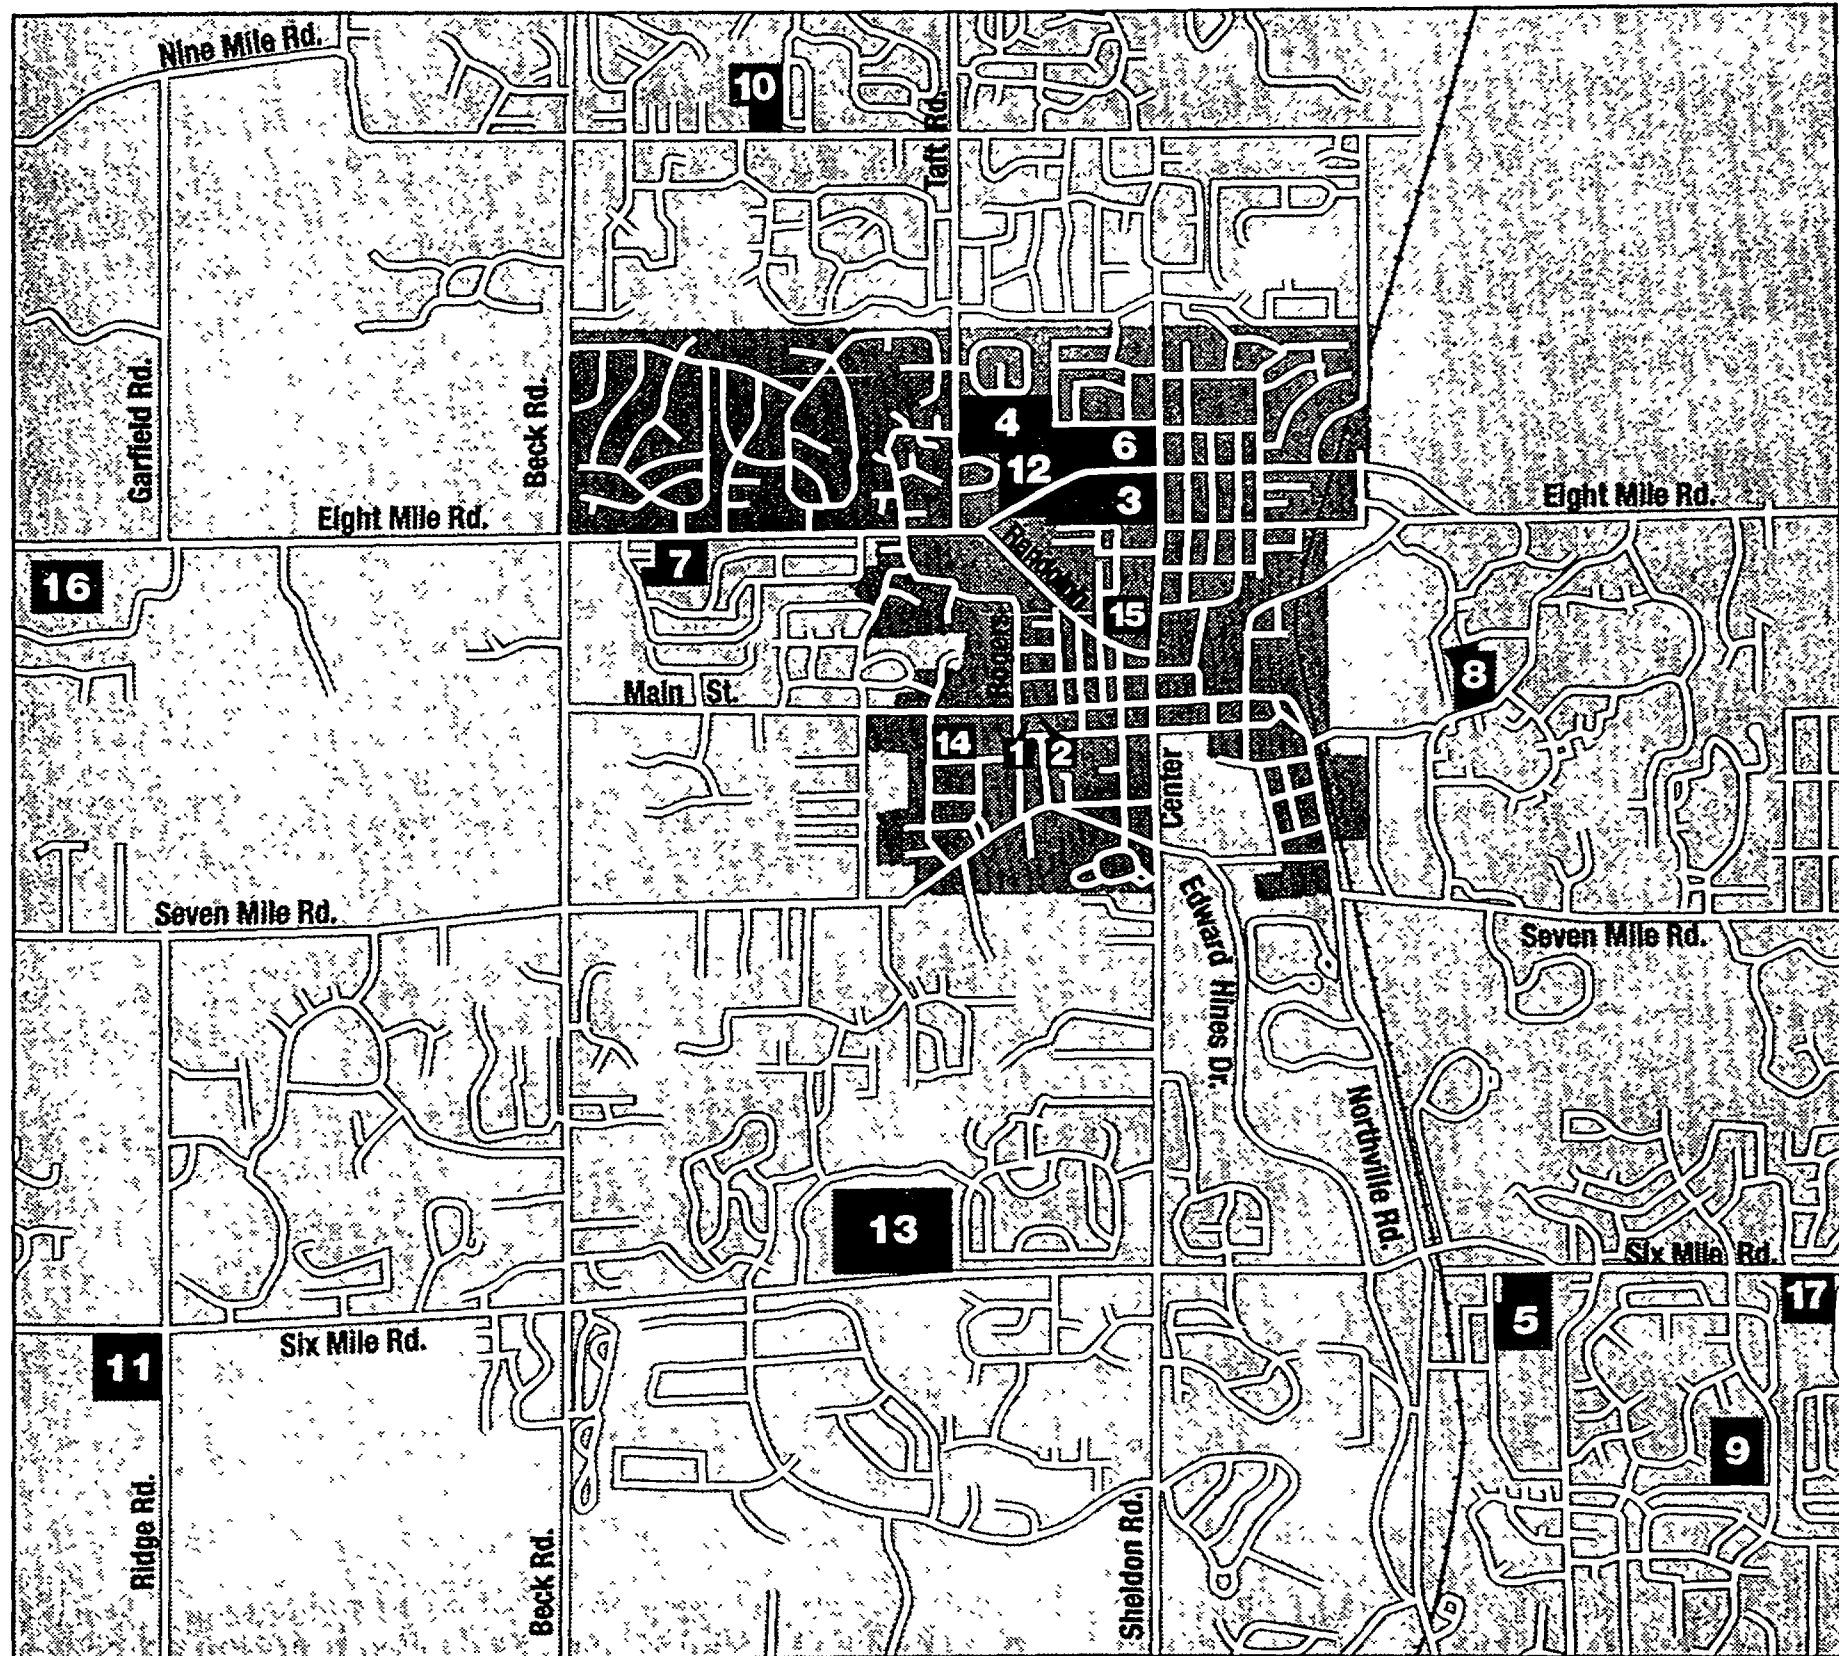 Nine Mile Rd.
10
Taft Rd.
Garfield Rd.
Beck Rd.
4
6
12
3
Eight Mile Rd.
Eight Mile Rd.
Randolph
7
16
15
Rogers
8
Main St.
14
1
2
Center
Seven Mile Rd.
Seven Mile Rd.
Edward Hines Dr.
Northville Rd.
13
Six Mile Rd.
5
17
Six Mile Rd.
11
9
Ridge Rd.
Beck Rd.
Sheldon Rd.